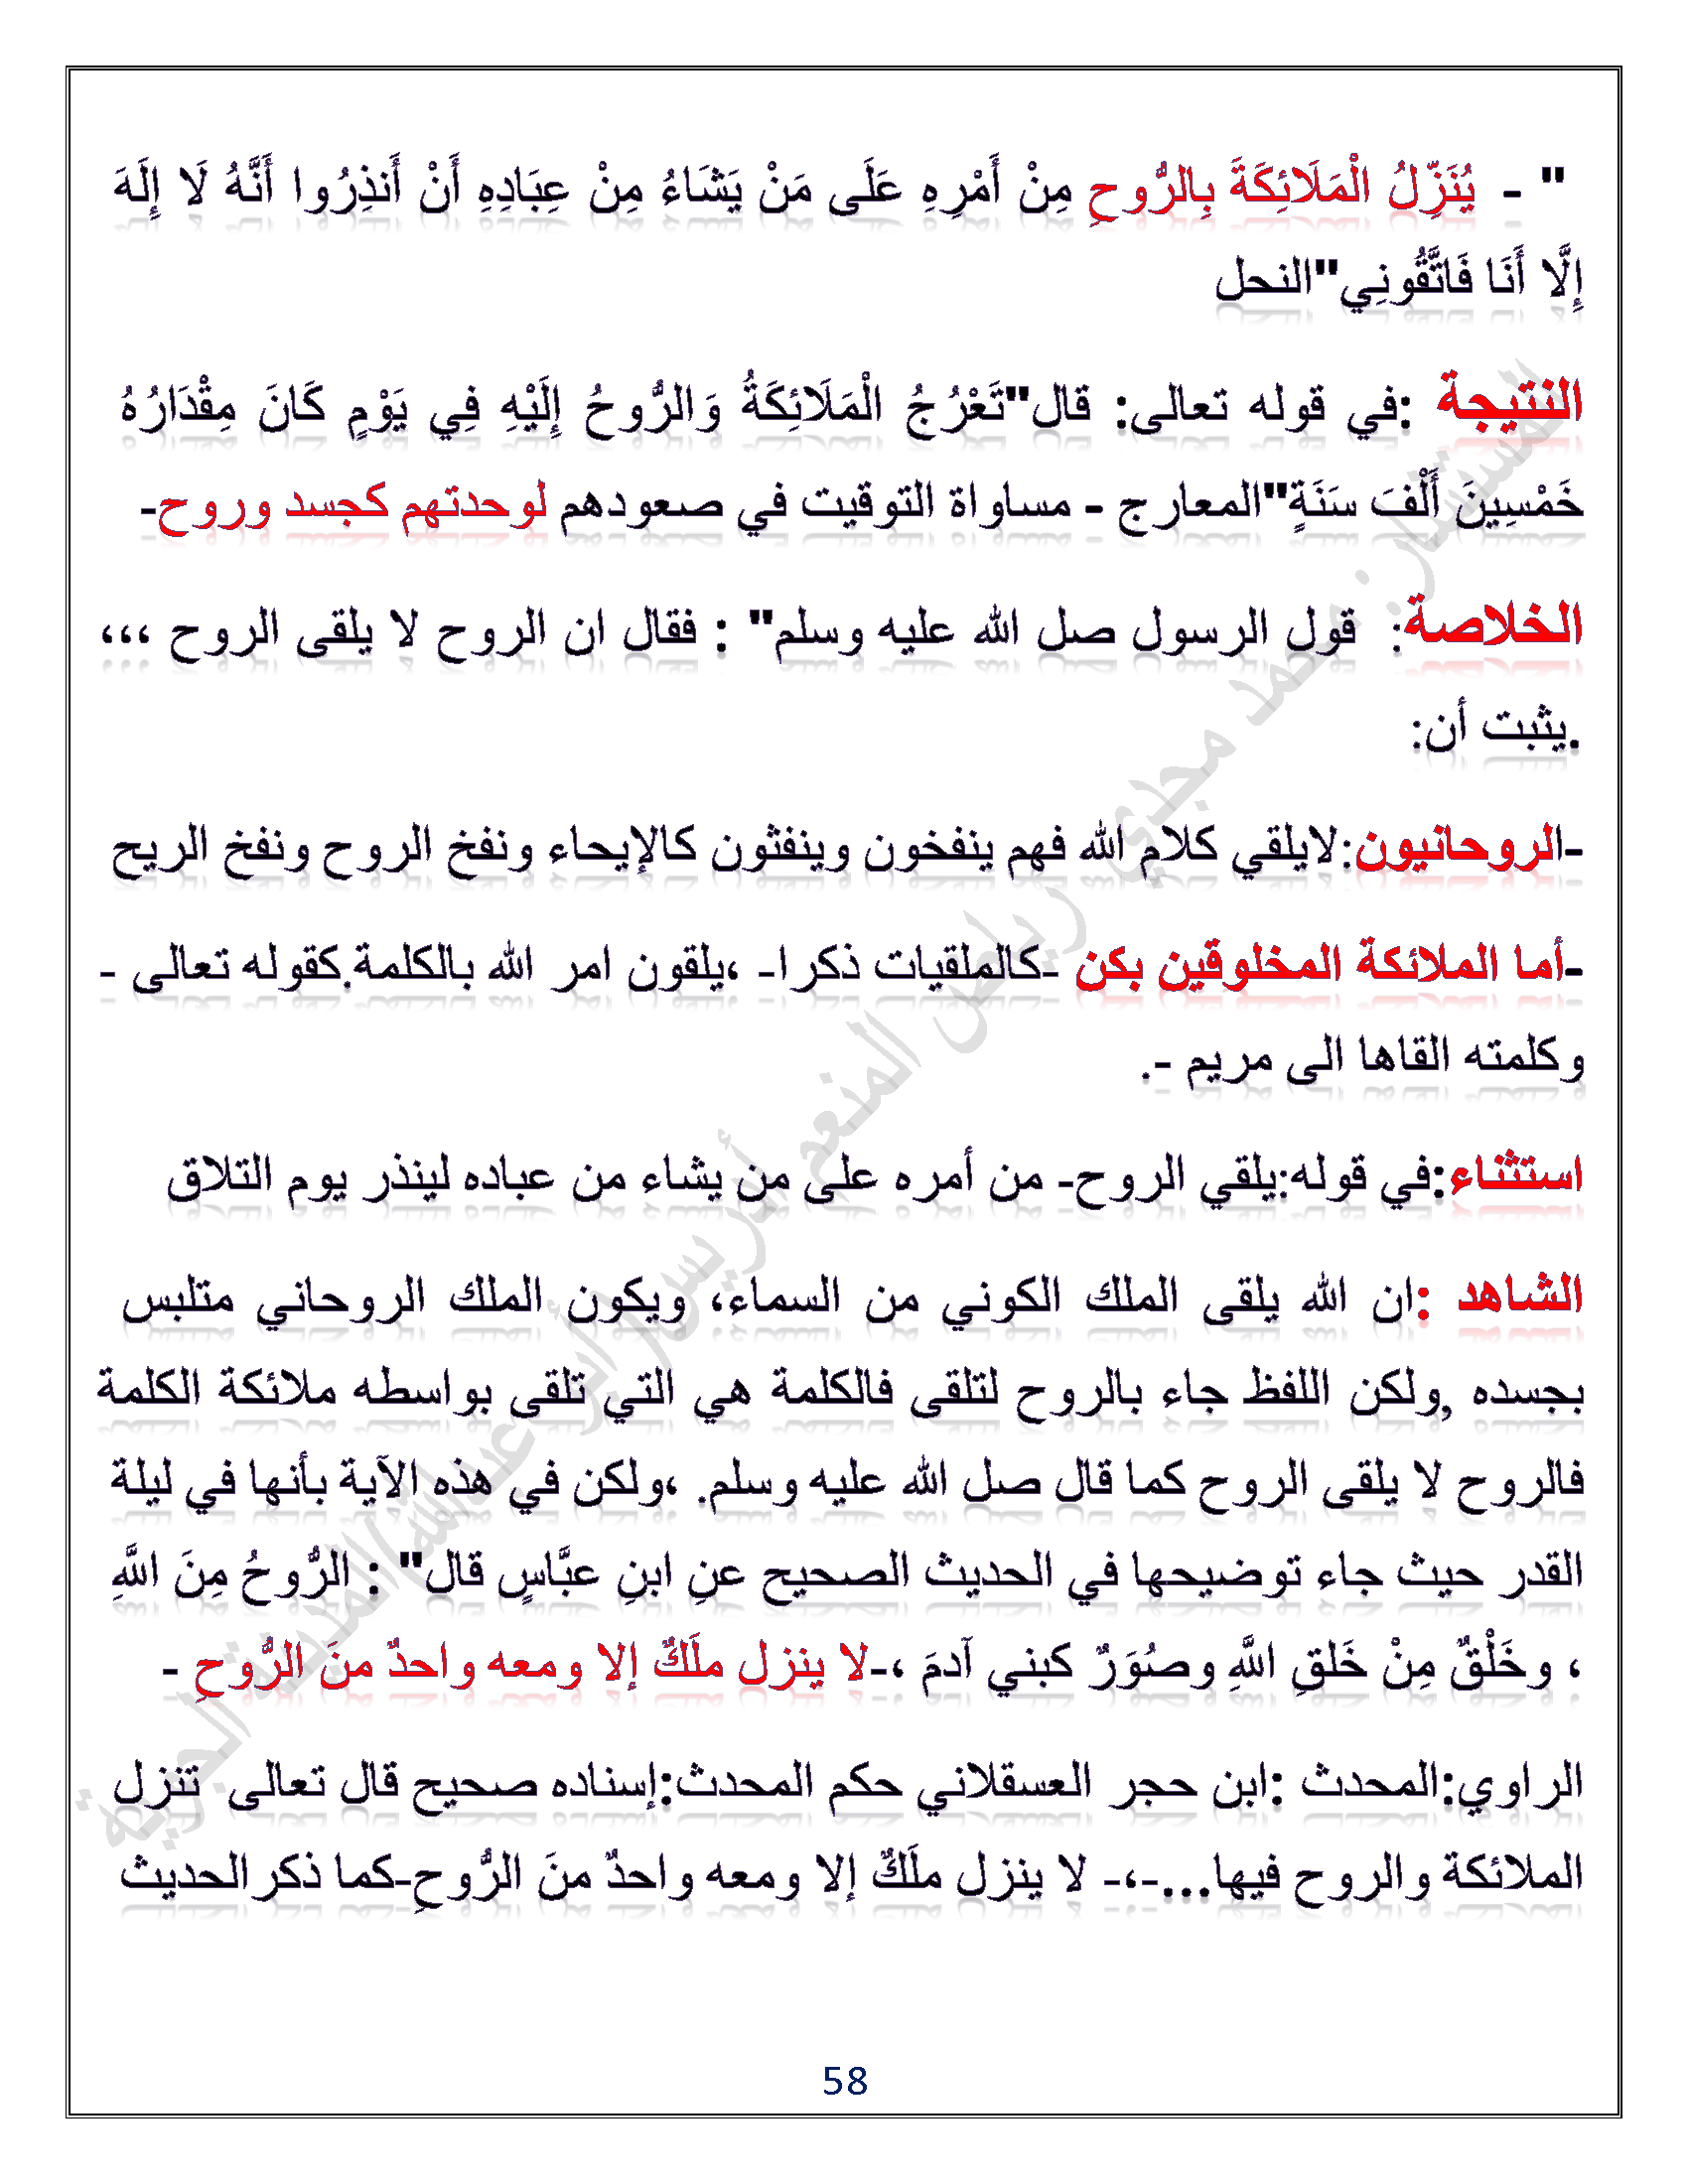 " - يُنَزِّلُ الْمَلَائِكَةَ بِالرُّوحِ مِنْ أَمْرِهِ عَلَى مَنْ يَشَاءُ مِنْ عِبَادِهِ أَنْ أَنذِرُوا أَنَّهُ لَا إِلَهَ
إِلَّا أَنَا فَاتَّقُونِي"النحل
النتيجة :في قوله تعالى: قال"تَعْرُجُ الْمَلَائِكَةُ وَالرُّوحُ إِلَيْهِ فِي يَوْمٍ كَانَ مِقْدَارُهُ
خَمْسِينَ أَلْفَ سَنَةٍ"المعارج - مساواة التوقيت في صعودهم لوحدتهم كجسد وروح-
الخلاصة: قول الرسول صل الله عليه وسلم" : فقال ان الروح لا يلقى الروح ،،،
.يثبت أن:
-الروحانيون:لايلقي كلام الله فهم ينفخون وينفثون كالإيحاء ونفخ الروح ونفخ الريح
-أما الملائكة المخلوقين بكن -كالملقيات ذكرا- ،يلقون امر الله بالكلمة.كقوله تعالى -
وكلمته القاها الى مريم -.
استثناء:في قوله:يلقي الروح- من أمره على من يشاء من عباده لينذر يوم التلاق
الشاهد :ان الله يلقى الملك الكوني من السماء، ويكون الملك الروحاني متلبس
بجسده ,ولكن اللفظ جاء بالروح لتلقى فالكلمة هي التي تلقى بواسطه ملائكة الكلمة
فالروح لا يلقى الروح كما قال صل الله عليه وسلم. ،ولكن في هذه الآية بأنها في ليلة
القدر حيث جاء توضيحها في الحديث الصحيح عنِ ابنِ عبَّاسٍ قال" : الرُّوحُ مِنَ اللَّهِ
، وخَلْقٌ مِنْ خَلقِ اللَّهِ وصُوَرٌ كبني آدمَ ،-لا ينزل ملَكٌ إلا ومعه واحدٌ منَ الرُّوحِ -
الراوي:المحدث :ابن حجر العسقلاني حكم المحدث:إسناده صحيح قال تعالى تنزل
الملائكة والروح فيها...-،- لا ينزل ملَكٌ إلا ومعه واحدٌ منَ الرُّوحِ-كما ذكرالحديث
58